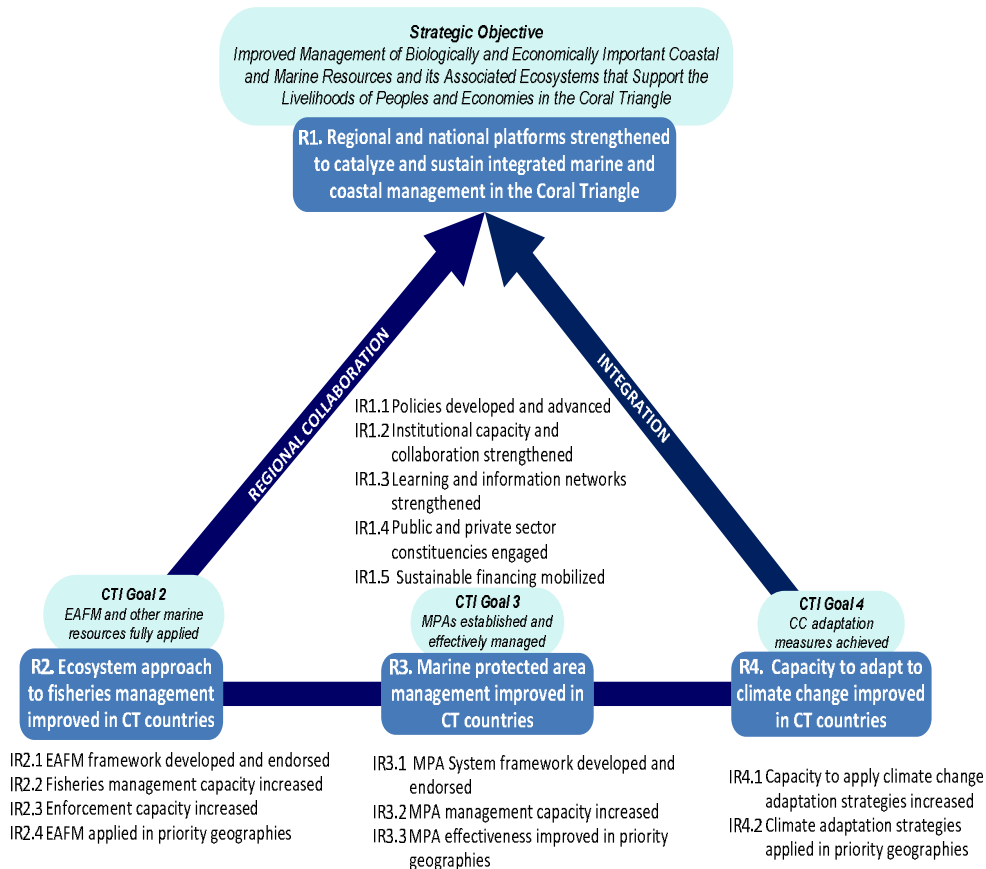 Strategic Objective
Improved Management of Biologically and Economically Important Coastal
and Marine Resources and its Associated Ecosystems that Support the
Livelihoods of Peoples and Economies in the Coral Triangle
R1. Regional and national platforms strengthened
to catalyze and sustain integrated marine and
coastal management in the Coral Triangle
REGIONAL COLLABORATION
INTEGRATION
IR1.1 Policies developed and advanced
IR1.2 Institutional capacity and
collaboration strengthened
IR1.3 Learning and information networks
strengthened
IR1.4 Public and private sector
constituencies engaged
IR1.5 Sustainable financing mobilized
CTI Goal 2
EAFM and other marine
resources fully applied
R2. Ecosystem approach
to fisheries management
improved in CT countries
IR2.1 EAFM framework developed and endorsed
IR2.2 Fisheries management capacity increased
IR2.3 Enforcement capacity increased
IR2.4 EAFM applied in priority geographies
CTI Goal 3
MPAs established and
effectively managed
R3. Marine protected area
management improved in
CT countries
IR3.1 MPA System framework developed and
endorsed
IR3.2 MPA management capacity increased
IR3.3 MPA effectiveness improved in priority
geographies
CTI Goal 4
CC adaptation
measures achieved
R4. Capacity to adapt to
climate change improved
in CT countries
IR4.1 Capacity to apply climate change
adaptation strategies increased
IR4.2 Climate adaptation strategies
applied in priority geographies